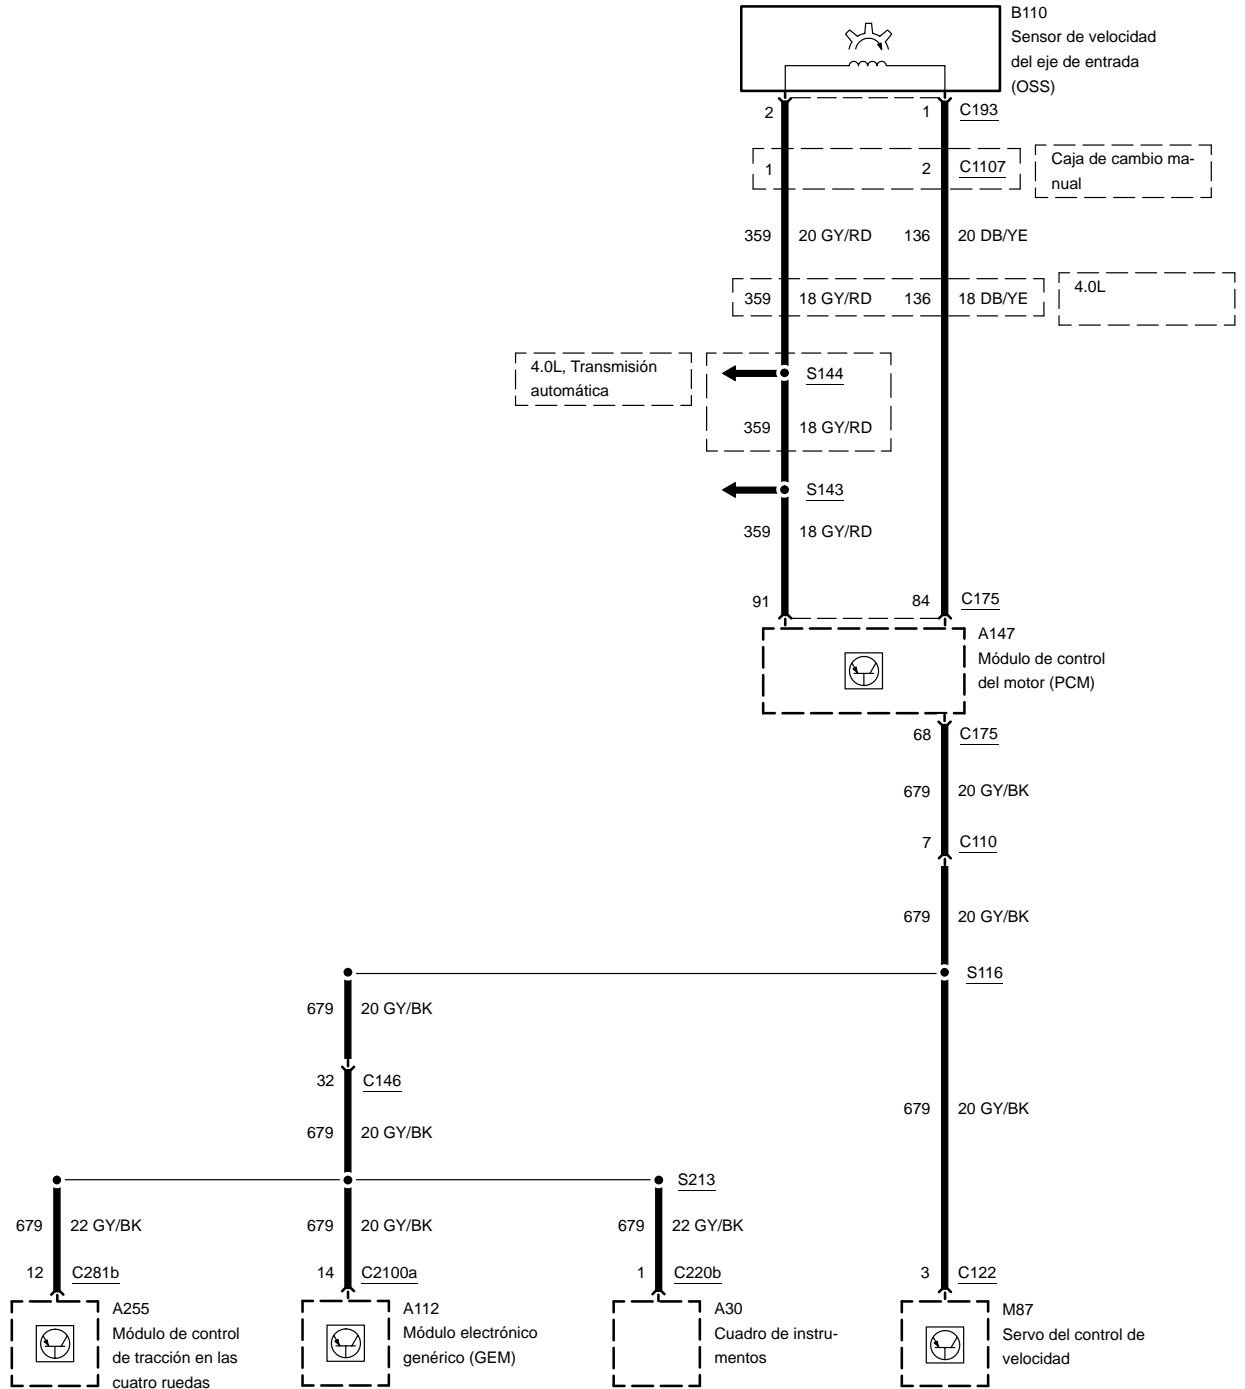 B110
Sensor de velocidad
del eje de entrada
(OSS)
2
1
C193
1
2
C1107
Caja de cambio ma-
nual
359
20 GY/RD
136
20 DB/YE
359
18 GY/RD
136
18 DB/YE
4.0L
4.0L, Transmisión
automática
S144
359
18 GY/RD
S143
359
18 GY/RD
91
84
C175
A147
Módulo de control
del motor (PCM)
68
C175
679
20 GY/BK
7
C110
679
20 GY/BK
S116
679
20 GY/BK
32
C146
679
20 GY/BK
679
20 GY/BK
S213
679
22 GY/BK
679
20 GY/BK
679
22 GY/BK
12
C281b
14
C2100a
1
C220b
3
C122
A255
Módulo de control
de tracción en las
cuatro ruedas
A112
Módulo electrónico
genérico (GEM)
A30
Cuadro de instru-
mentos
M87
Servo del control de
velocidad